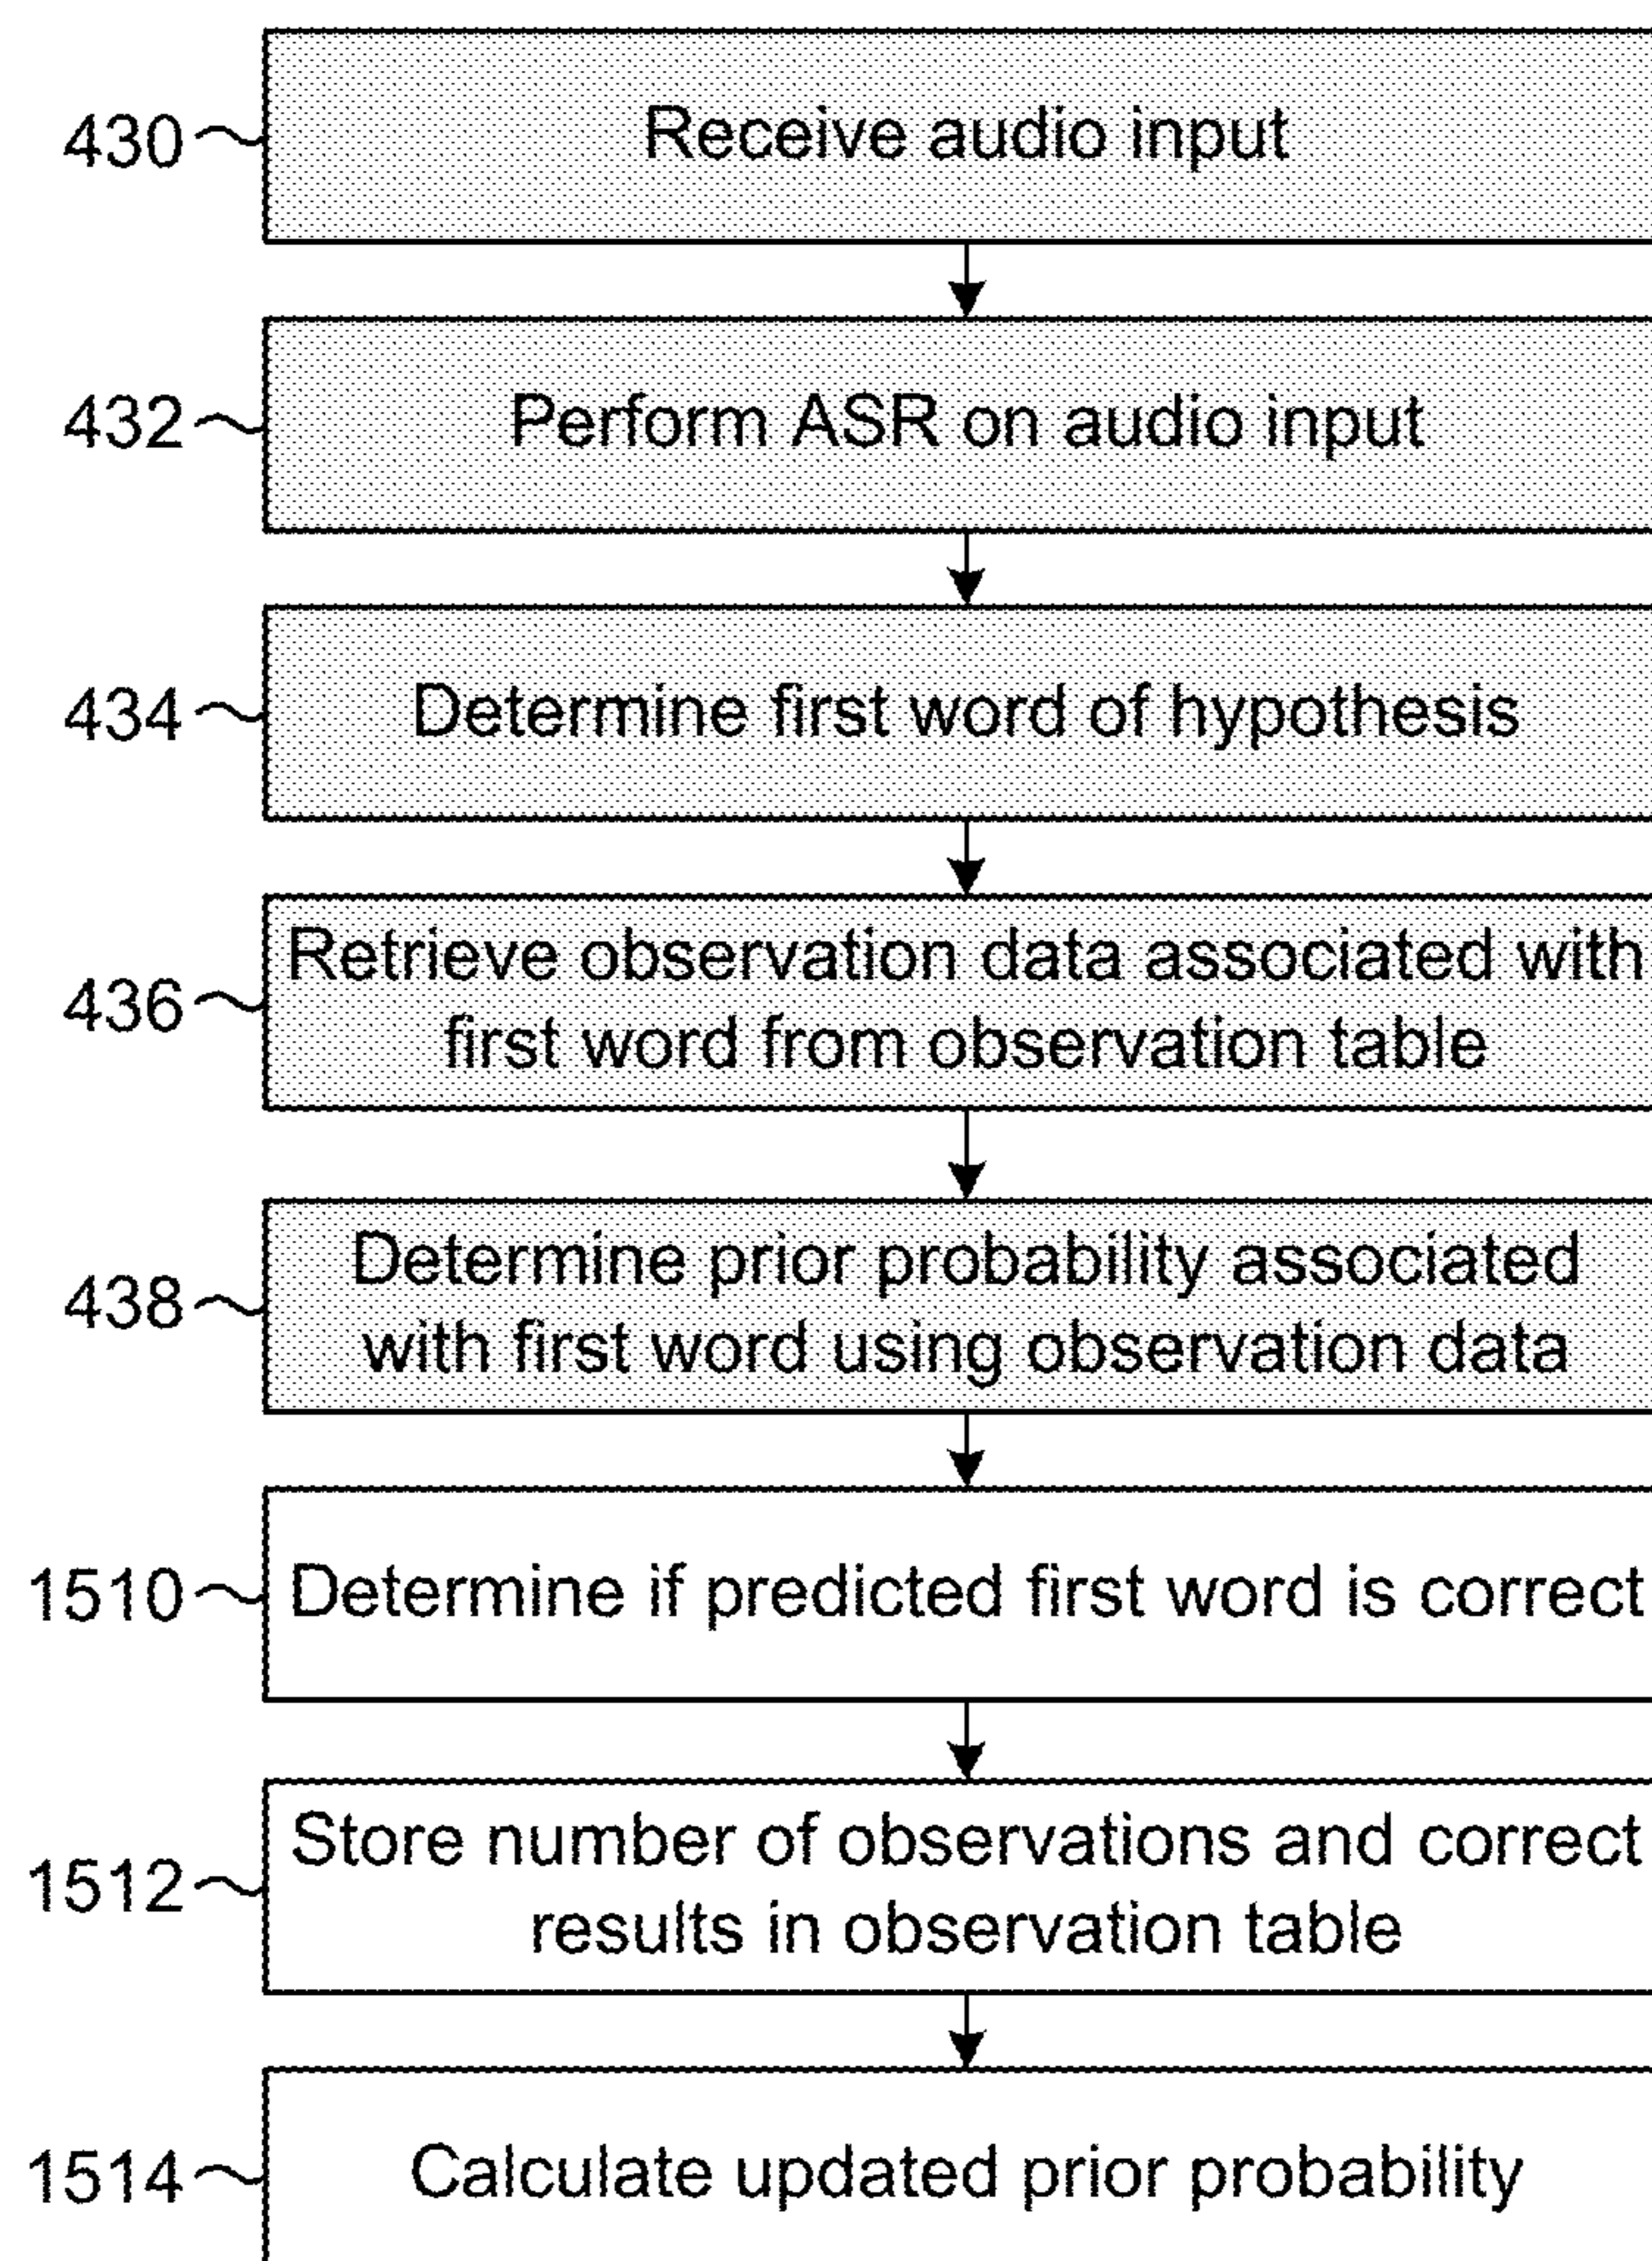 430
Receive audio input
432
Perform ASR on audio input
434
Determine first word of hypothesis
436
Retrieve observation data associated with
first word from observation table
438
Determine prior probability associated
with first word using observation data
1510
Determine if predicted first word is correct
1512
Store number of observations and correct
results in observation table
1514
Calculate updated prior probability